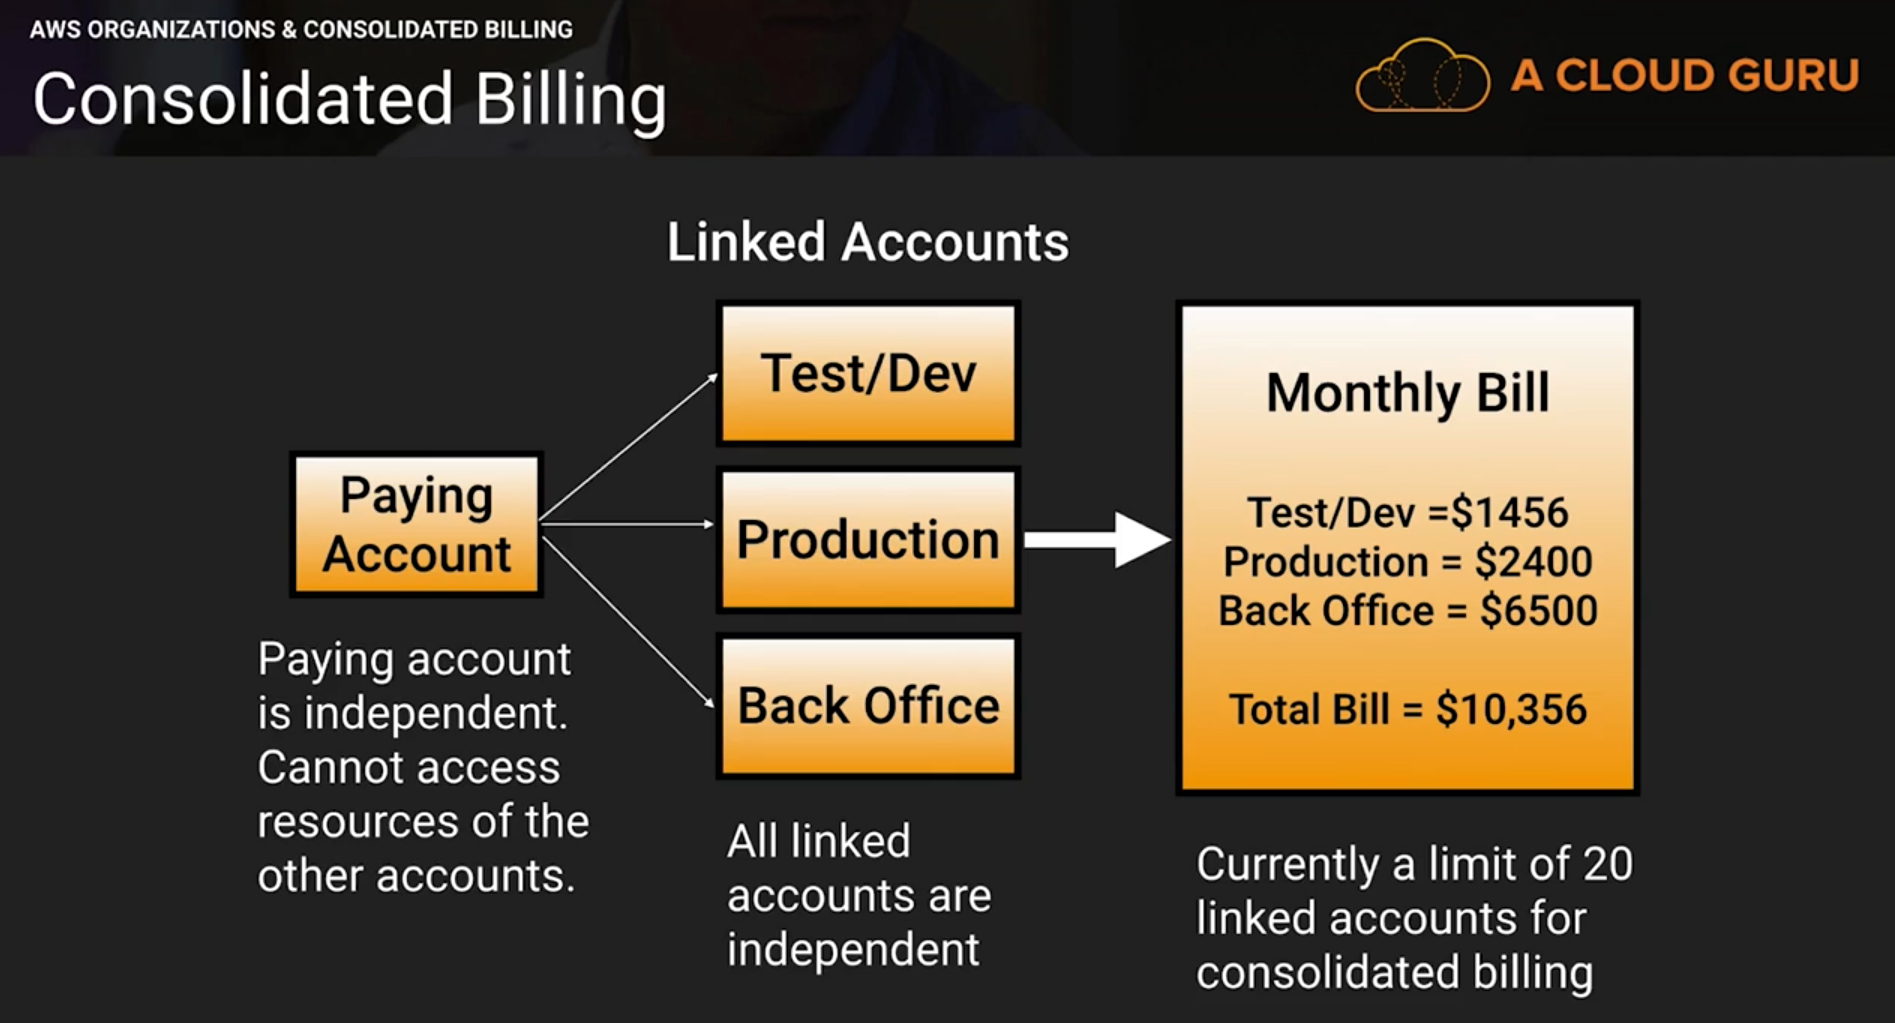 AWS ORGANIZATIONS & CONSOLIDATED BILLING
Consolidated Billing
A CLOUD GURU
Linked Accounts
Paying
Account
Paying account
is independent.
Cannot access
resources of the
other accounts.
Test/Dev
Production
Back Office
All linked
accounts are
independent
Monthly Bill
Test/Dev =$1456
Production = $2400
Back Office = $6500
Total Bill = $10,356
Currently a limit of 20
linked accounts for
consolidated billing